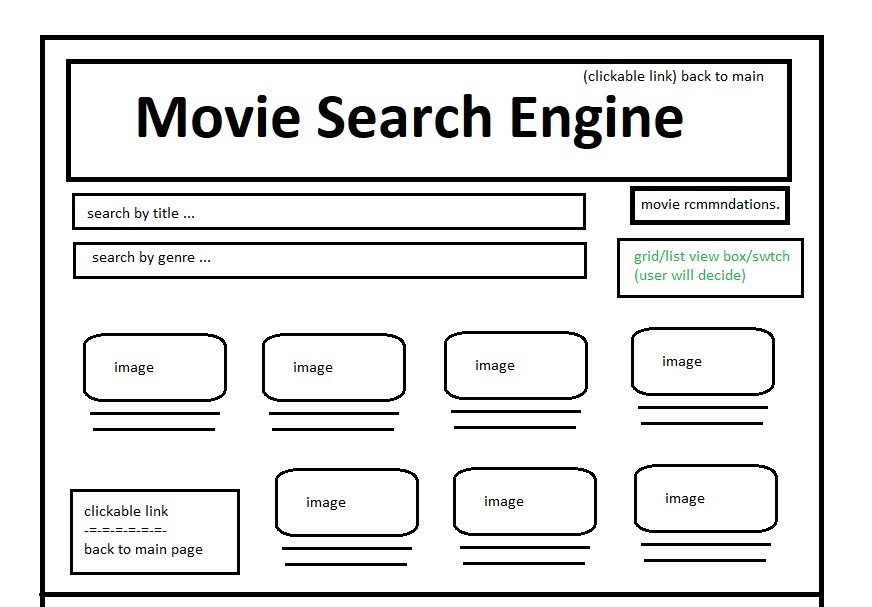 (clickable link) back to main
Movie Search Engine
search by title ...
movie rcmmndations.
search by genre ...
grid/list view box/swtch
(user will decide)
image
image
image
image
clickable link
-=-=-=-=-=-=-
back to main page
image
image
image